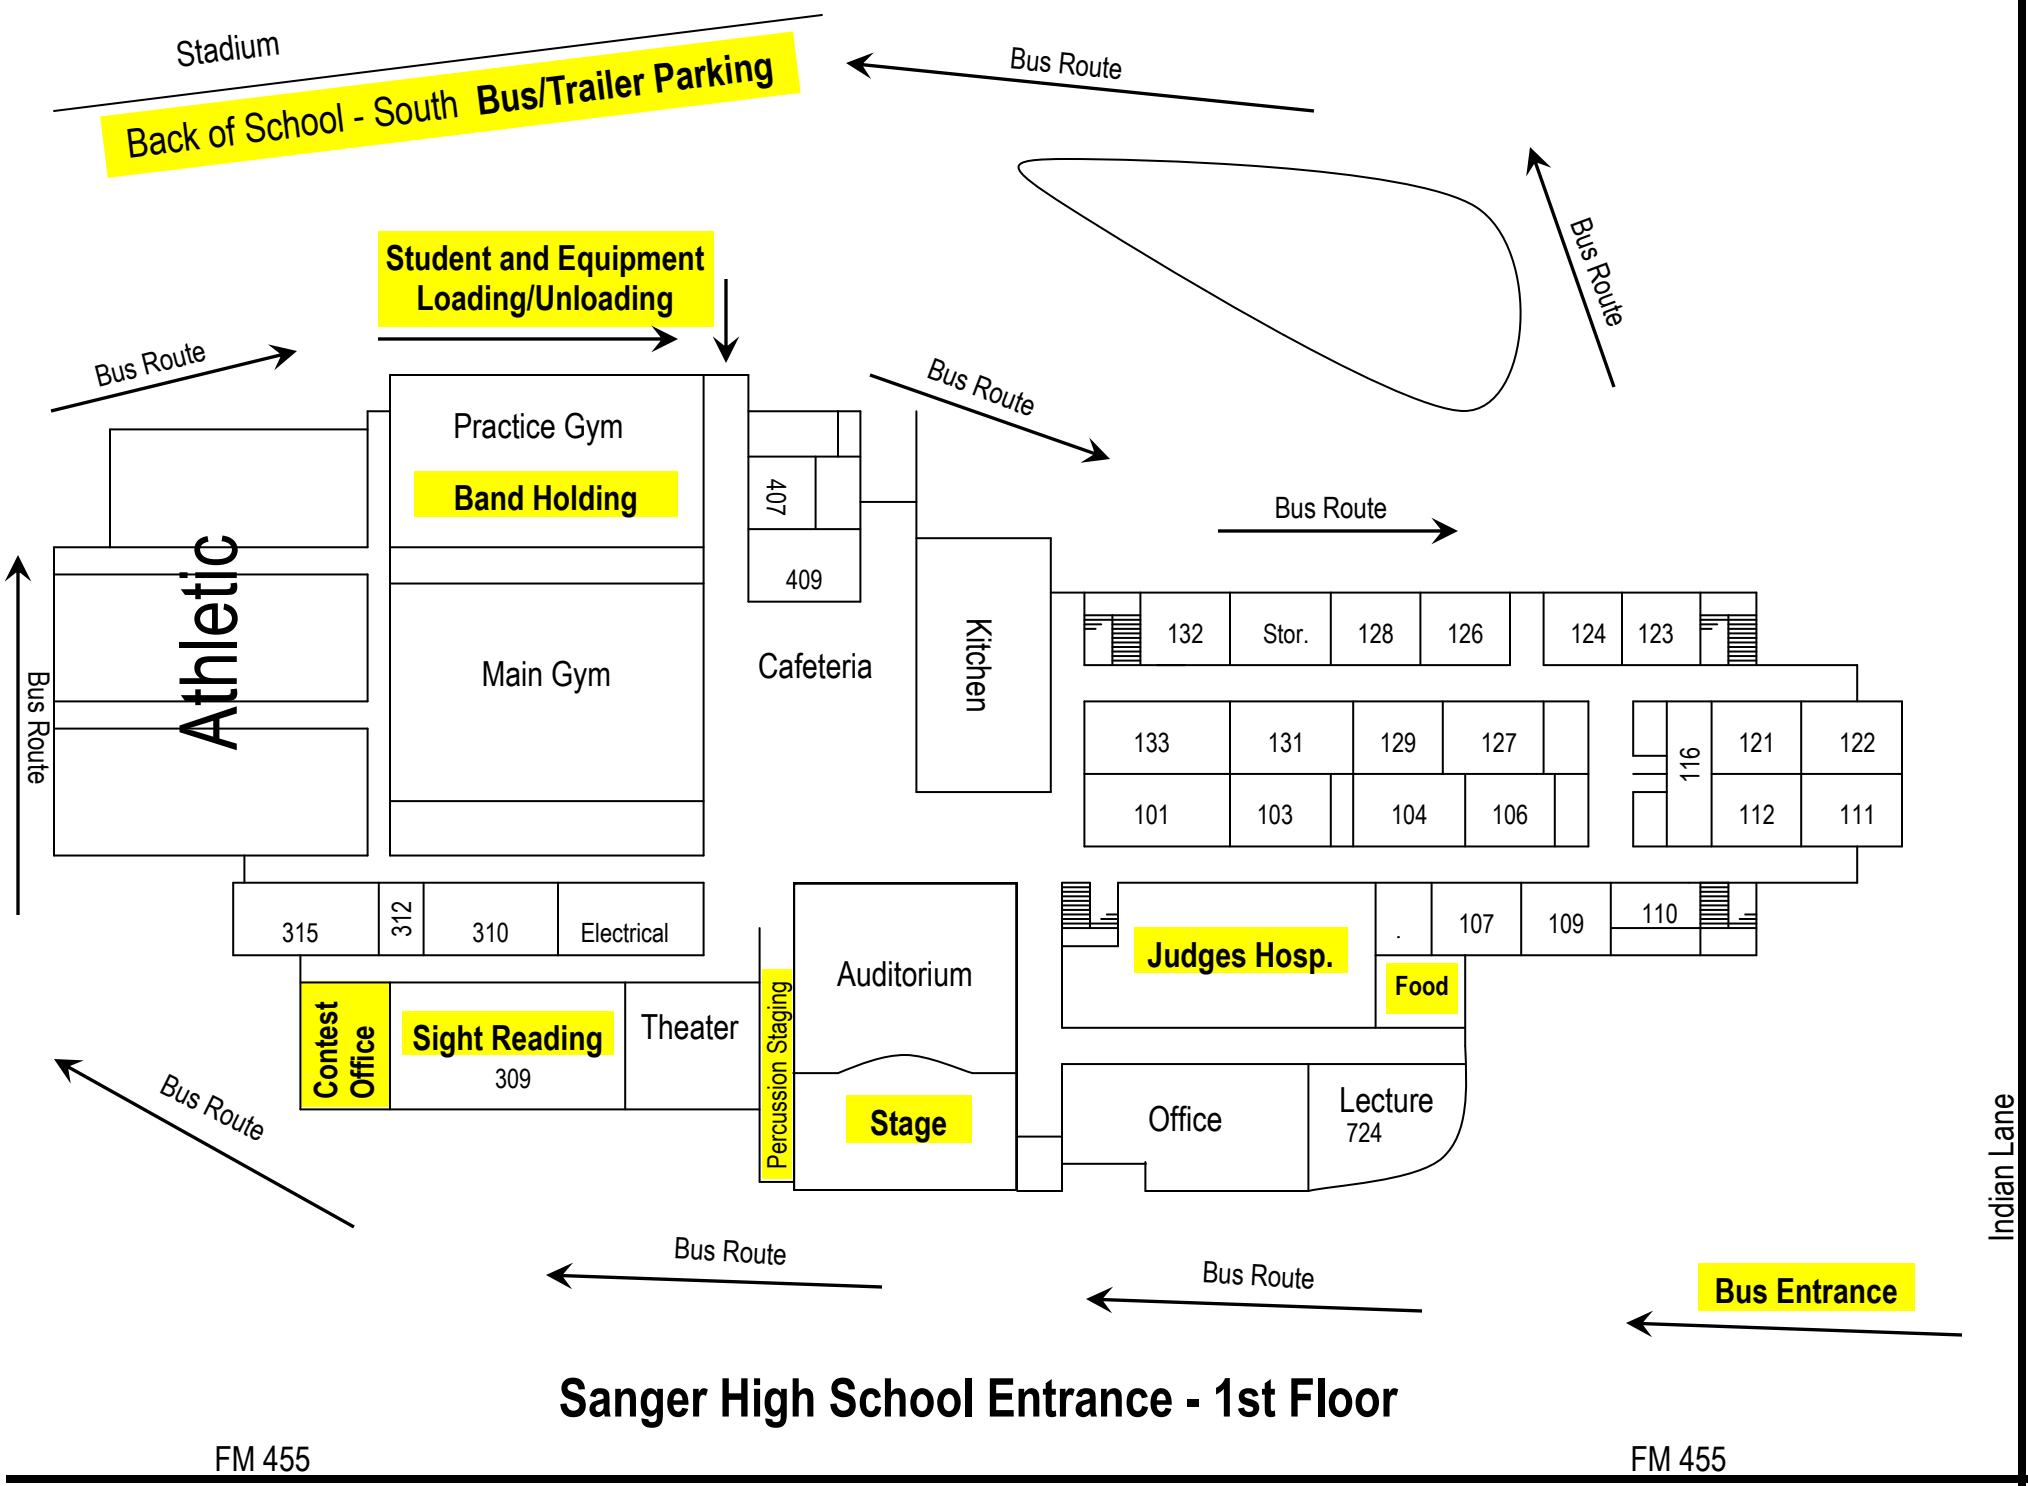 Stadium
Back of School - South Bus/Trailer Parking
Bus Route
Bus Route
Student and Equipment
Loading/Unloading
Bus Route
Bus Route
Bus Route
Practice Gym
Band Holding
407
409
Athletic
Main Gym
Cafeteria
Kitchen
Bus Route
132
Stor.
128
126
124
123
133
131
129
127
116
121
122
101
103
104
106
112
111
315
312
310
Electrical
107
109
110
.
Judges Hosp.
Food
Auditorium
Contest
Office
Sight Reading
309
Theater
Percussion Staging
Stage
Office
Lecture
724
Indian Lane
Bus Route
Bus Route
Bus Route
Bus Entrance
Sanger High School Entrance - 1st Floor
FM 455
FM 455